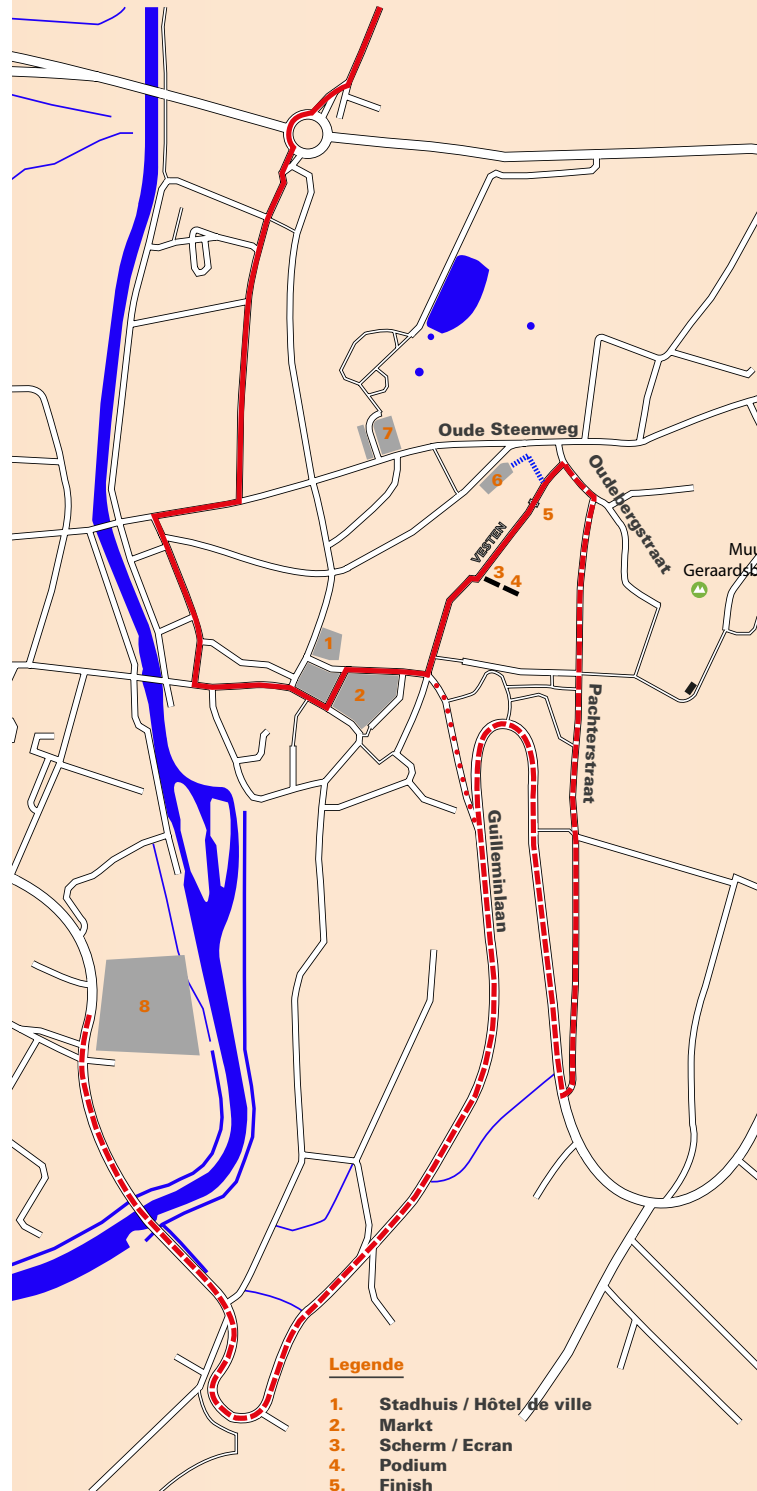 7
Oude Steenweg
6
Oudebergstraat
5
VESTEN
Muu
Geraardsb
3
4
1
2
Pachterstraat
Guilleminlaan
8
Legende
1. Stadhuis / Hôtel de ville
2. Markt
3. Scherm / Ecran
4. Podium
5. Finish